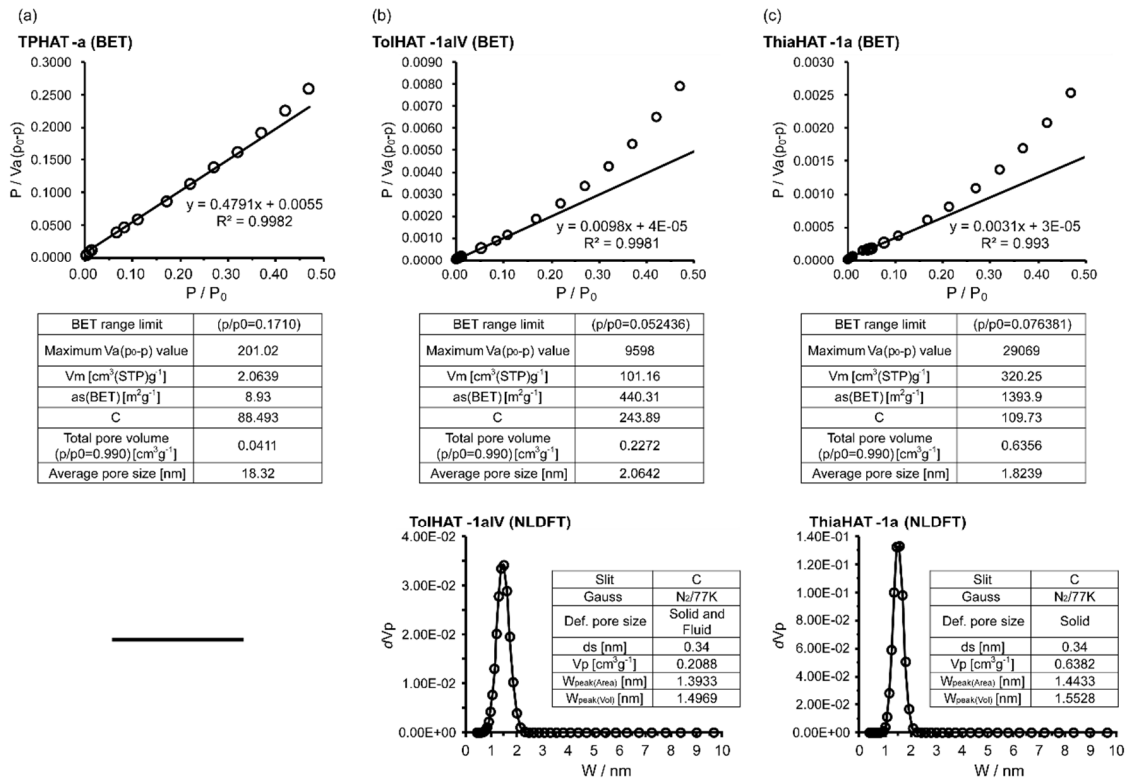 (a)
TPHAT -a (BET)
0.3000
0.2500
0.2000
0.1500
0.1000
0.0500
0.0000
P / Va(p₀-p)
y = 0.4791x + 0.0055
R² = 0.9982
0.00 0.10 0.20 0.30 0.40 0.50
P / P₀
BET range limit (p/p0=0.1710)
Maximum Va(p₀-p) value 201.02
Vm [cm³(STP)g⁻¹] 2.0639
as(BET) [m²g⁻¹] 8.93
C 88.493
Total pore volume
(p/p0=0.990) [cm³g⁻¹] 0.0411
Average pore size [nm] 18.32
(b)
TolHAT -1aIV (BET)
0.0090
0.0080
0.0070
0.0060
0.0050
0.0040
0.0030
0.0020
0.0010
0.0000
P / Va(p₀-p)
y = 0.0098x + 4E-05
R² = 0.9981
0.00 0.10 0.20 0.30 0.40 0.50
P / P₀
BET range limit (p/p0=0.052436)
Maximum Va(p₀-p) value 9598
Vm [cm³(STP)g⁻¹] 101.16
as(BET) [m²g⁻¹] 440.31
C 243.89
Total pore volume
(p/p0=0.990) [cm³g⁻¹] 0.2272
Average pore size [nm] 2.0642
TolHAT -1aIV (NLDFT)
4.00E-02
3.00E-02
2.00E-02
1.00E-02
0.00E+00
dVp
Slit C
Gauss N₂/77K
Def. pore size Solid and
Fluid
ds [nm] 0.34
Vp [cm³g⁻¹] 0.2088
Wpeak(Area) [nm] 1.3933
Wpeak(Vol) [nm] 1.4969
0 1 2 3 4 5 6 7 8 9 10
W / nm
(c)
ThiaHAT -1a (BET)
0.0030
0.0025
0.0020
0.0015
0.0010
0.0005
0.0000
P / Va(p₀-p)
y = 0.0031x + 3E-05
R² = 0.993
0.00 0.10 0.20 0.30 0.40 0.50
P / P₀
BET range limit (p/p0=0.076381)
Maximum Va(p₀-p) value 29069
Vm [cm³(STP)g⁻¹] 320.25
as(BET) [m²g⁻¹] 1393.9
C 109.73
Total pore volume
(p/p0=0.990) [cm³g⁻¹] 0.6356
Average pore size [nm] 1.8239
ThiaHAT -1a (NLDFT)
1.40E-01
1.20E-01
1.00E-01
8.00E-02
6.00E-02
4.00E-02
2.00E-02
0.00E+00
dVp
Slit C
Gauss N₂/77K
Def. pore size Solid
ds [nm] 0.34
Vp [cm³g⁻¹] 0.6382
Wpeak(Area) [nm] 1.4433
Wpeak(Vol) [nm] 1.5528
0 1 2 3 4 5 6 7 8 9 10
W / nm